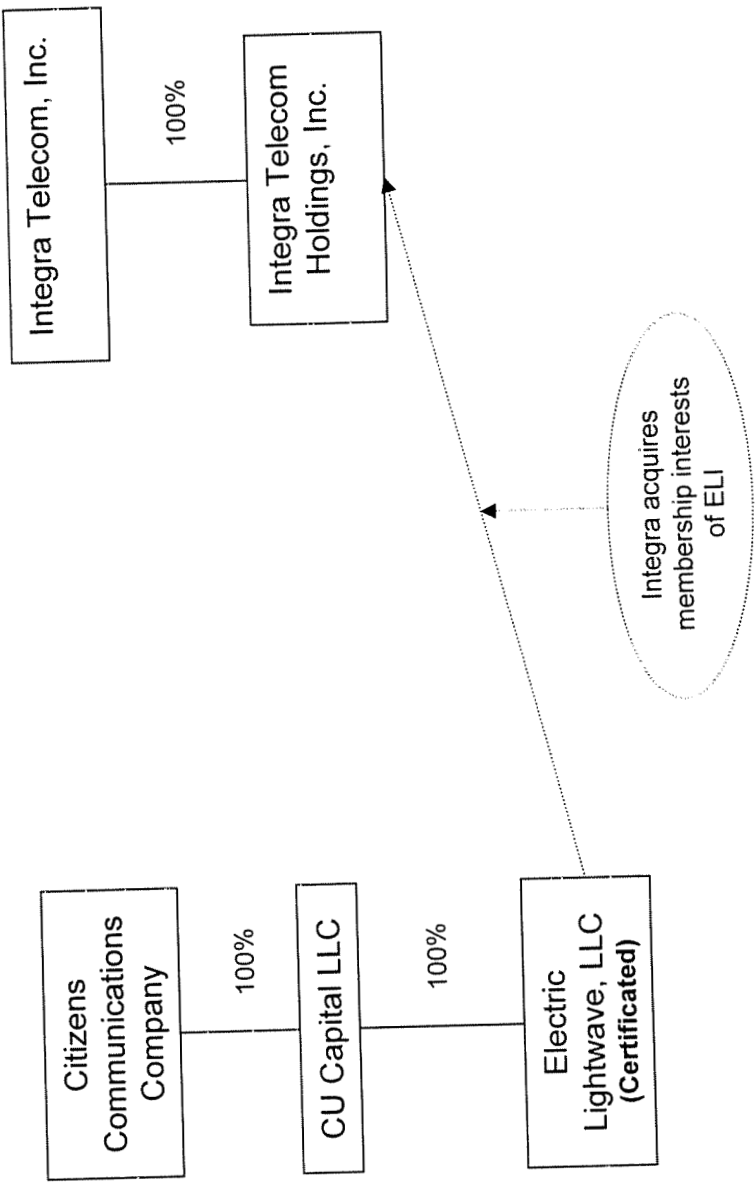 Citizens
Communications
Company
100%
CU Capital LLC
100%
Electric
Lightwave, LLC
(Certificated)
Integra Telecom, Inc.
100%
Integra Telecom
Holdings, Inc.
Integra acquires
membership interests
of ELI